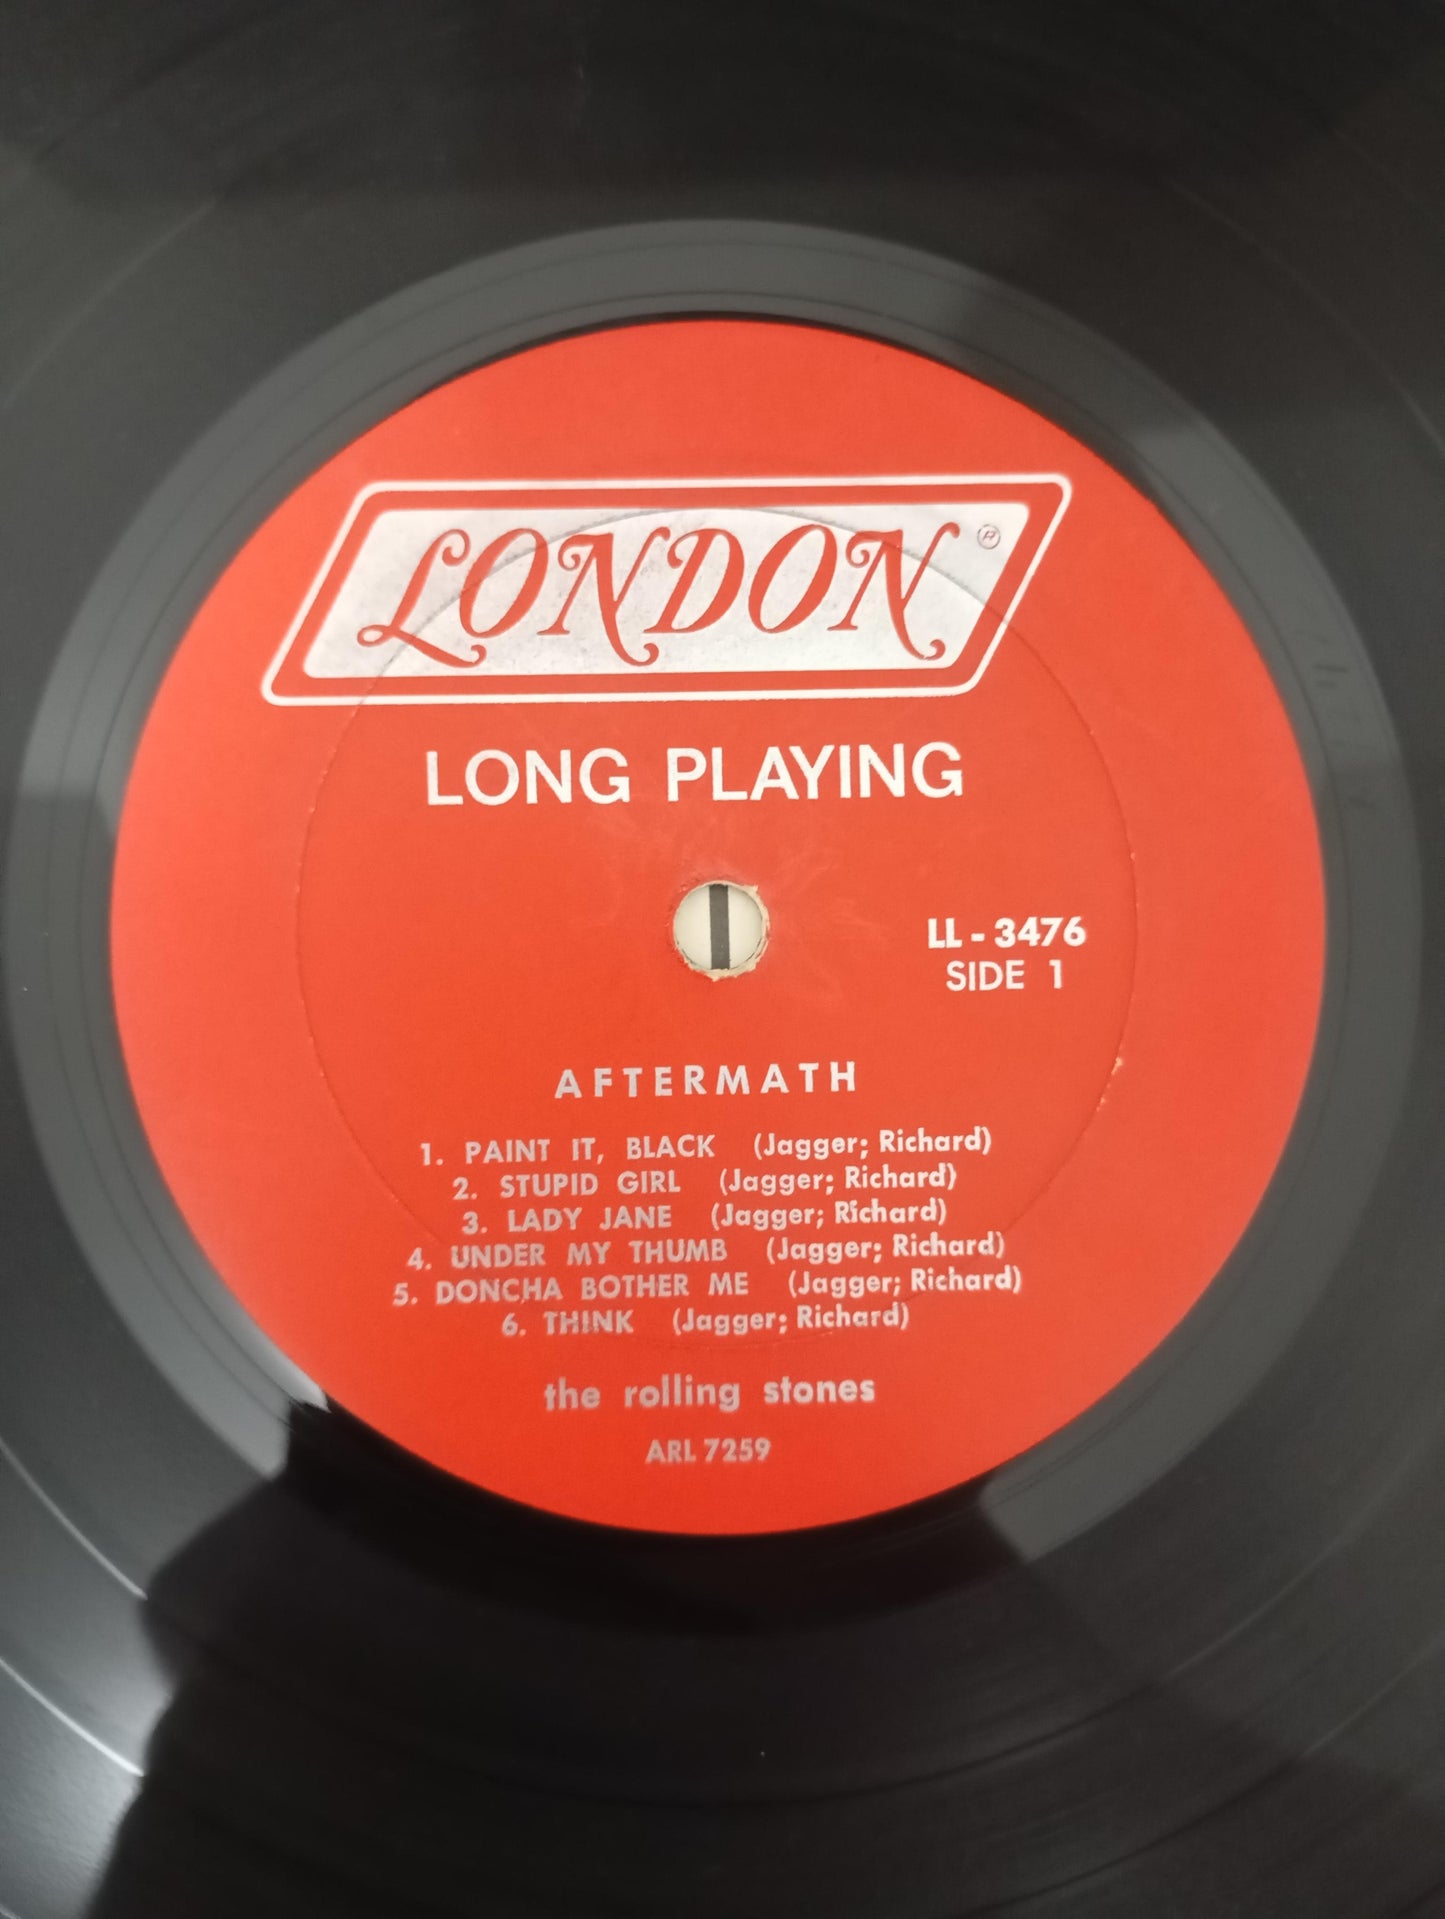 LONDON ®
LONG PLAYING
LL - 3476
SIDE 1
AFTERMATH
1. PAINT IT, BLACK (Jagger; Richard)
2. STUPID GIRL (Jagger; Richard)
3. LADY JANE (Jagger; Richard)
4. UNDER MY THUMB (Jagger; Richard)
5. DONCHA BOTHER ME (Jagger; Richard)
6. THINK (Jagger; Richard)
the rolling stones
ARL 7259